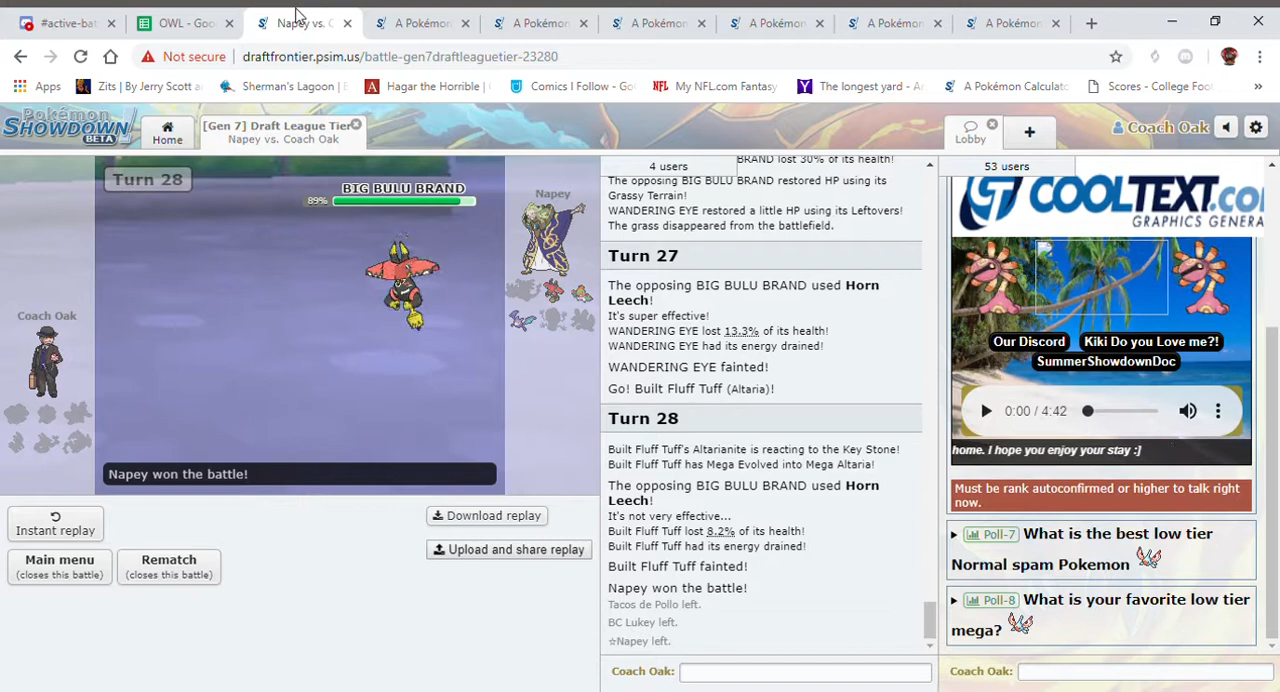 #active-bat
OWL - Goo
Napey vs. C
A Pokémon
A Pokémon
A Pokémon
A Pokémon
A Pokémon
A Pokémon
Not secure
draftfrontier.psim.us/battle-gen7draftleaguetier-23280
Apps
Zits | By Jerry Scott a
Sherman's Lagoon | B
Hagar the Horrible |
Comics I Follow - Go
NFL My NFL.com Fantasy
The longest yard - A
A Pokémon Calculato
Scores - College Foo
Pokémon
Showdown
BETA
Home
[Gen 7] Draft League Tier
Napey vs. Coach Oak
Lobby
Coach Oak
Turn 28
BIG BULU BRAND
89%
Napey
Coach Oak
Napey won the battle!
Instant replay
Download replay
Upload and share replay
Main menu
(closes this battle)
Rematch
(closes this battle)
4 users
BRAND lost 30% of its health!
The opposing BIG BULU BRAND restored HP using its
Grassy Terrain!
WANDERING EYE restored a little HP using its Leftovers!
The grass disappeared from the battlefield.
Turn 27
The opposing BIG BULU BRAND used Horn
Leech!
It's super effective!
WANDERING EYE lost 13.3% of its health!
WANDERING EYE had its energy drained!
WANDERING EYE fainted!
Go! Built Fluff Tuff (Altaria)!
Turn 28
Built Fluff Tuff's Altarianite is reacting to the Key Stone!
Built Fluff Tuff has Mega Evolved into Mega Altaria!
The opposing BIG BULU BRAND used Horn
Leech!
It's not very effective...
Built Fluff Tuff lost 8.2% of its health!
Built Fluff Tuff had its energy drained!
Built Fluff Tuff fainted!
Napey won the battle!
Tacos de Pollo left.
BC Lukey left.
☆Napey left.
Coach Oak:
53 users
COOLTEXT.CO
GRAPHICS GENERA
Our Discord
Kiki Do you Love me?!
SummerShowdownDoc
0:00 / 4:42
home. I hope you enjoy your stay :]
Must be rank autoconfirmed or higher to talk right
now.
Poll-7 What is the best low tier
Normal spam Pokemon
Poll-8 What is your favorite low tier
mega?
Coach Oak: